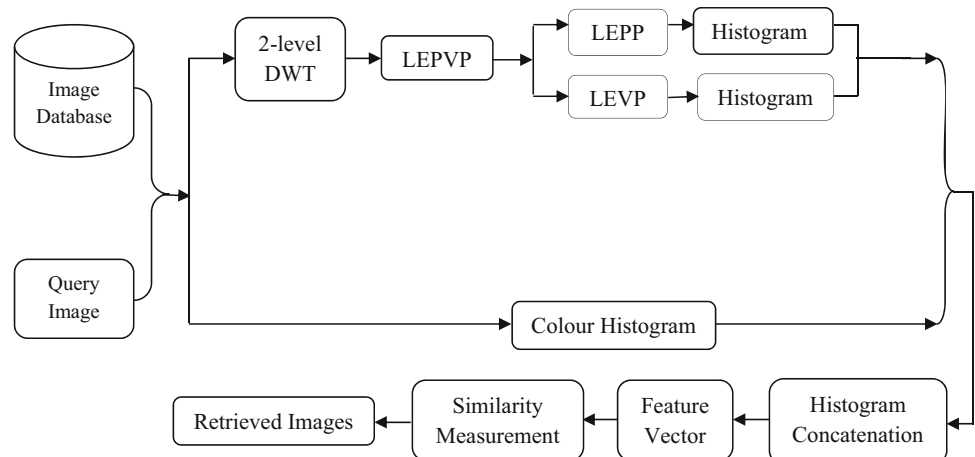 Image
Database
Query
Image
2-level
DWT
LEPVP
LEPP
Histogram
LEVP
Histogram
Colour Histogram
Retrieved Images
Similarity
Measurement
Feature
Vector
Histogram
Concatenation